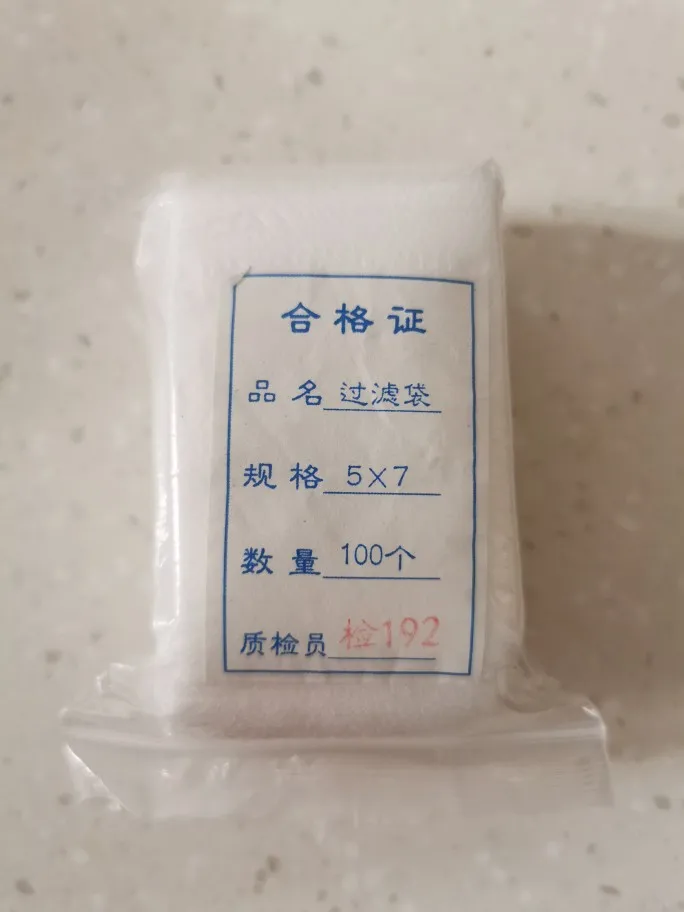 合格证
品名 过滤袋
规格 5×7
数量 100个
质检员 检192